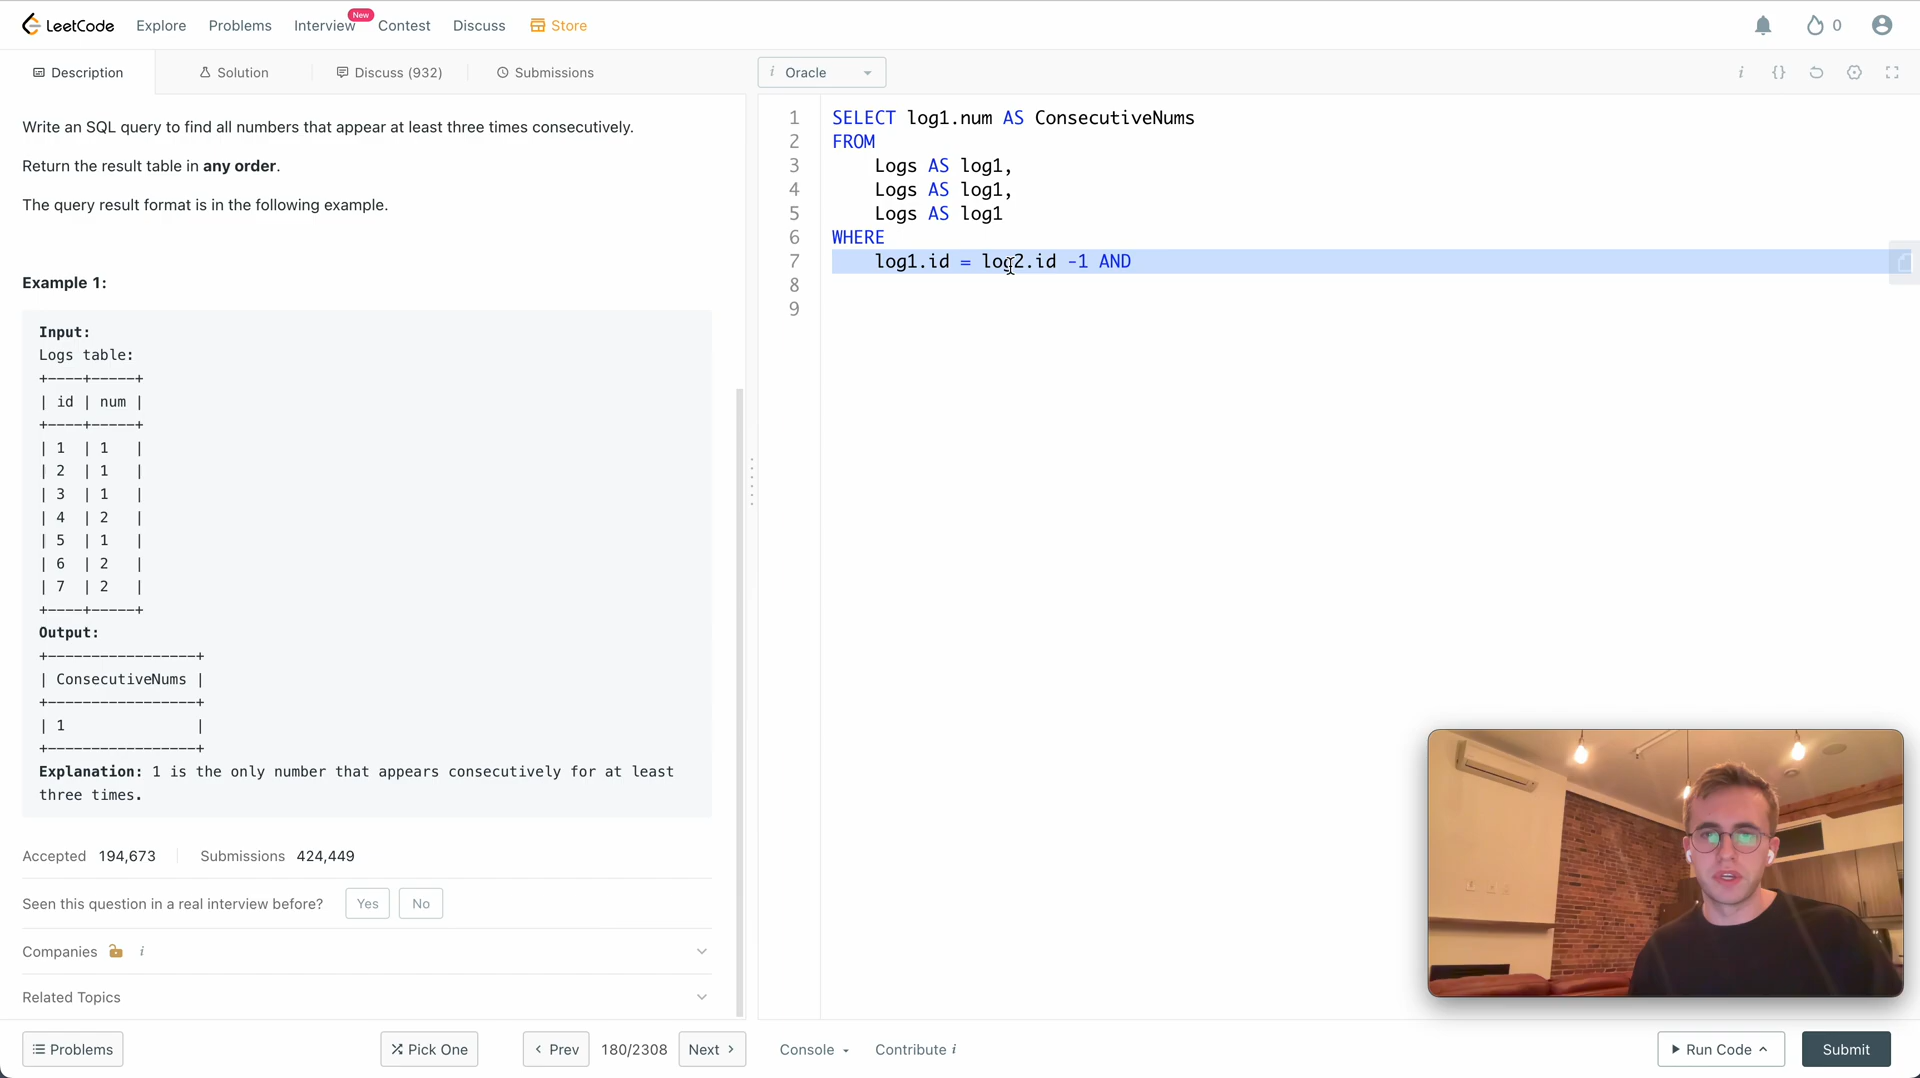 LeetCode Explore Problems Interview New Contest Discuss Store 0
Description Solution Discuss (932) Submissions
Write an SQL query to find all numbers that appear at least three times consecutively.
Return the result table in any order.
The query result format is in the following example.
Example 1:
Input:
Logs table:
+----+-----+
| id | num |
+----+-----+
| 1  | 1   |
| 2  | 1   |
| 3  | 1   |
| 4  | 2   |
| 5  | 1   |
| 6  | 2   |
| 7  | 2   |
+----+-----+
Output:
+-----------------+
| ConsecutiveNums |
+-----------------+
| 1               |
+-----------------+
Explanation: 1 is the only number that appears consecutively for at least
three times.
Accepted 194,673 Submissions 424,449
Seen this question in a real interview before? Yes No
Companies i
Related Topics
Problems Pick One Prev 180/2308 Next
i Oracle i {}
1 SELECT log1.num AS ConsecutiveNums
2 FROM
3 Logs AS log1,
4 Logs AS log1,
5 Logs AS log1
6 WHERE
7 log1.id = log2.id -1 AND
8
9
Console Contribute i Run Code Submit